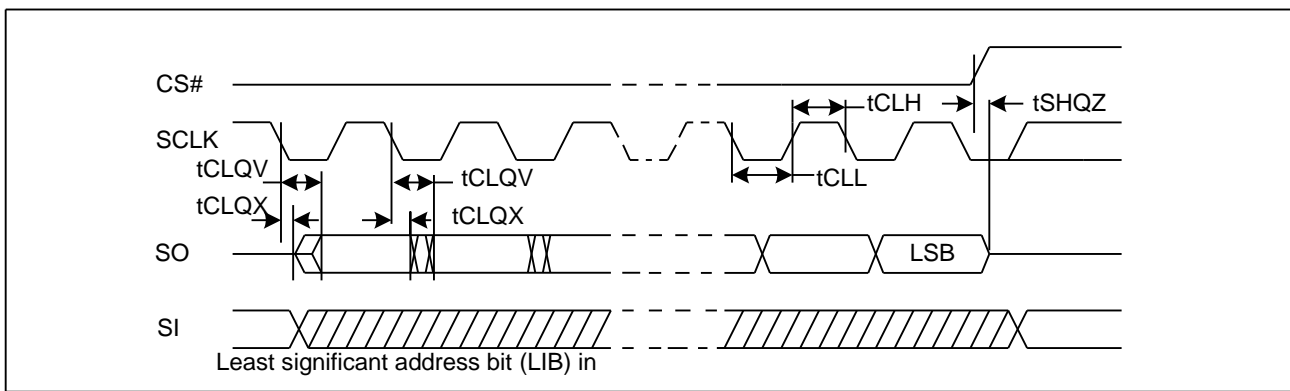 CS#
tCLH
tSHQZ
SCLK
tCLQV
tCLQV
tCLL
tCLQX
tCLQX
SO
LSB
SI
Least significant address bit (LIB) in